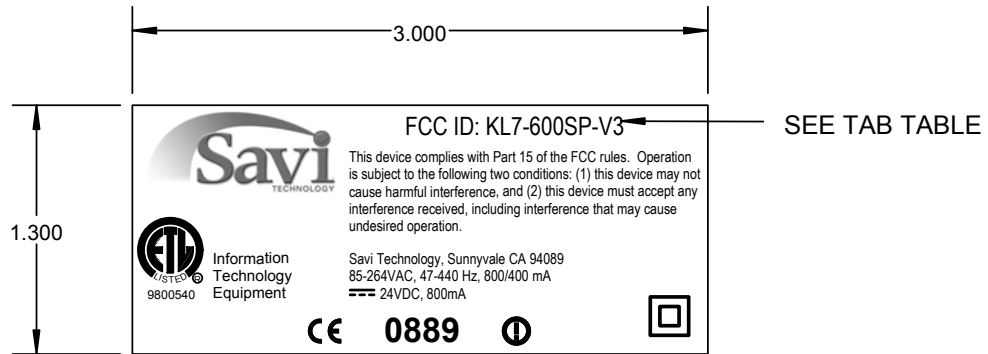 3.000
1.300
SEE TAB TABLE
Savi
TECHNOLOGY
FCC ID: KL7-600SP-V3
This device complies with Part 15 of the FCC rules. Operation
is subject to the following two conditions: (1) this device may not
cause harmful interference, and (2) this device must accept any
interference received, including interference that may cause
undesired operation.
ETL
LISTED
R
9800540
Information
Technology
Equipment
Savi Technology, Sunnyvale CA 94089
85-264VAC, 47-440 Hz, 800/400 mA
24VDC, 800mA
CE 0889